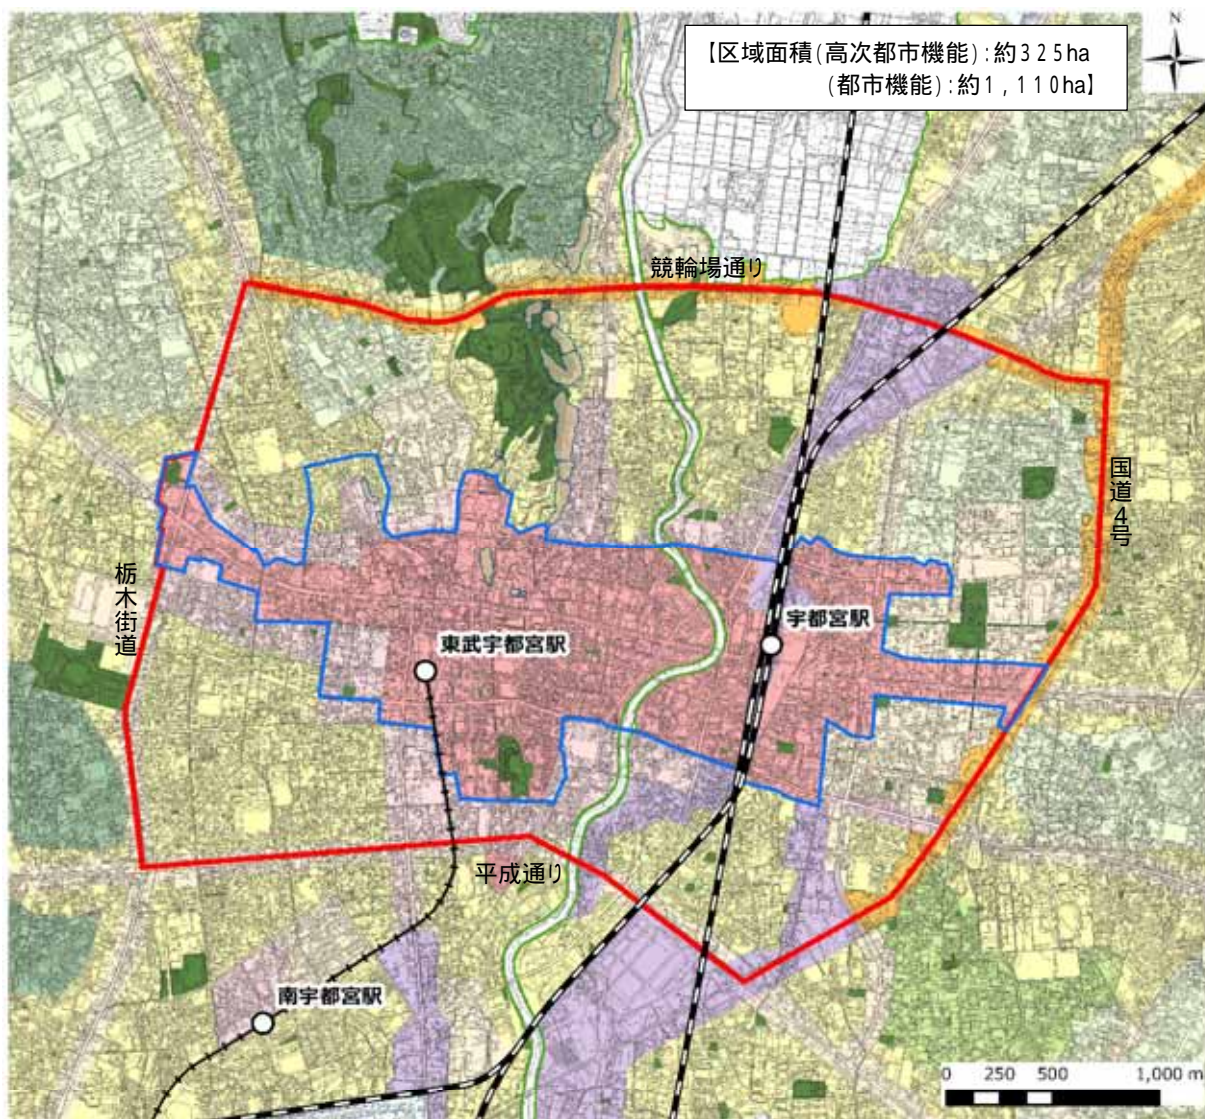 N
【区域面積(高次都市機能):約325ha
(都市機能):約1,110ha】
競輪場通り
国道4号
栃木街道
宇都宮駅
東武宇都宮駅
平成通り
南宇都宮駅
0 250 500 1,000 m